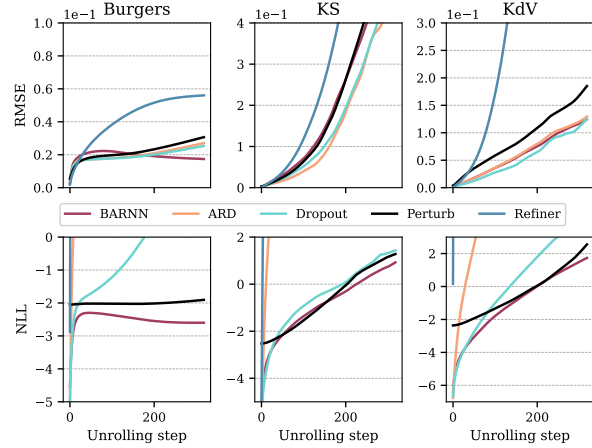 Burgers KS KdV
1e−1 1e−1 1e−1
RMSE
1.0 0.8 0.6 0.4 0.2 0.0
4 3 2 1 0
3.0 2.5 2.0 1.5 1.0 0.5 0.0
BARNN ARD Dropout Perturb Refiner
NLL
0 −1 −2 −3 −4 −5
2 0 −2 −4
2 0 −2 −4 −6
0 200 0 200 0 200
Unrolling step Unrolling step Unrolling step